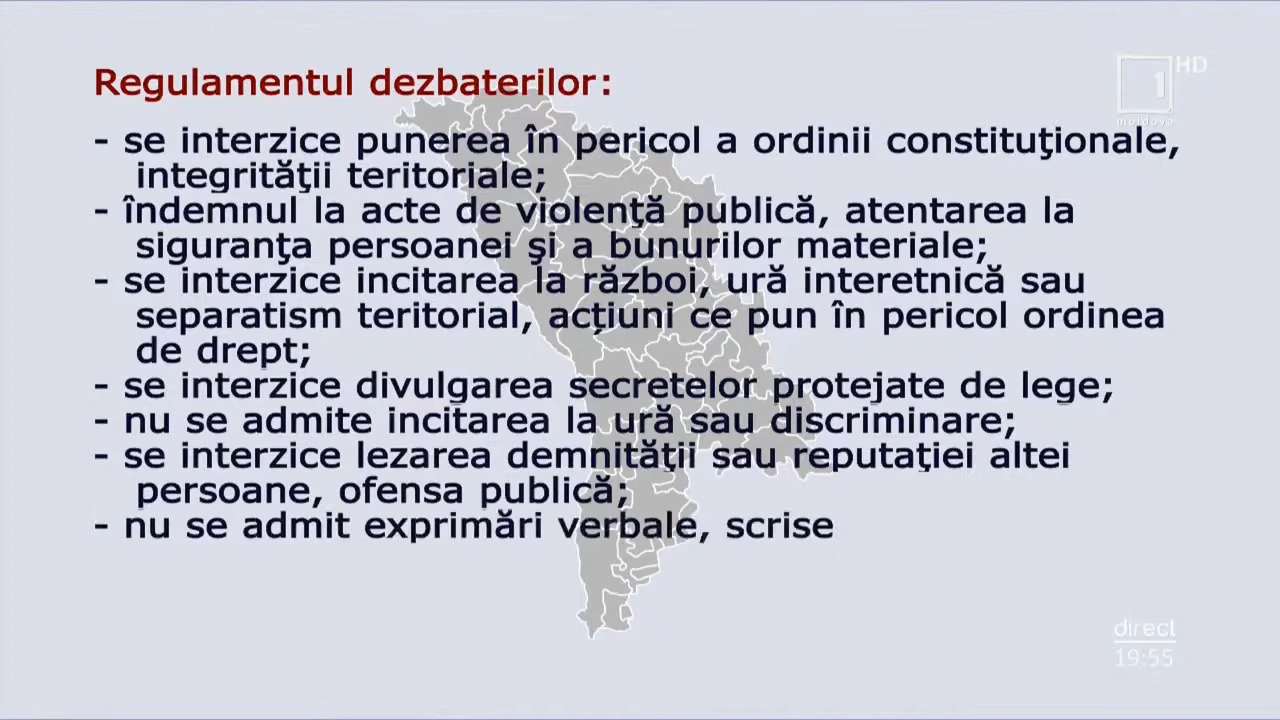 Regulamentul dezbaterilor:
HD
1
moldova
- se interzice punerea în pericol a ordinii constituţionale,
integrităţii teritoriale;
- îndemnul la acte de violenţă publică, atentarea la
siguranţa persoanei şi a bunurilor materiale;
- se interzice incitarea la război, ură interetnică sau
separatism teritorial, acțiuni ce pun în pericol ordinea
de drept;
- se interzice divulgarea secretelor protejate de lege;
- nu se admite incitarea la ură sau discriminare;
- se interzice lezarea demnităţii sau reputaţiei altei
persoane, ofensa publică;
- nu se admit exprimări verbale, scrise
direct
19:55